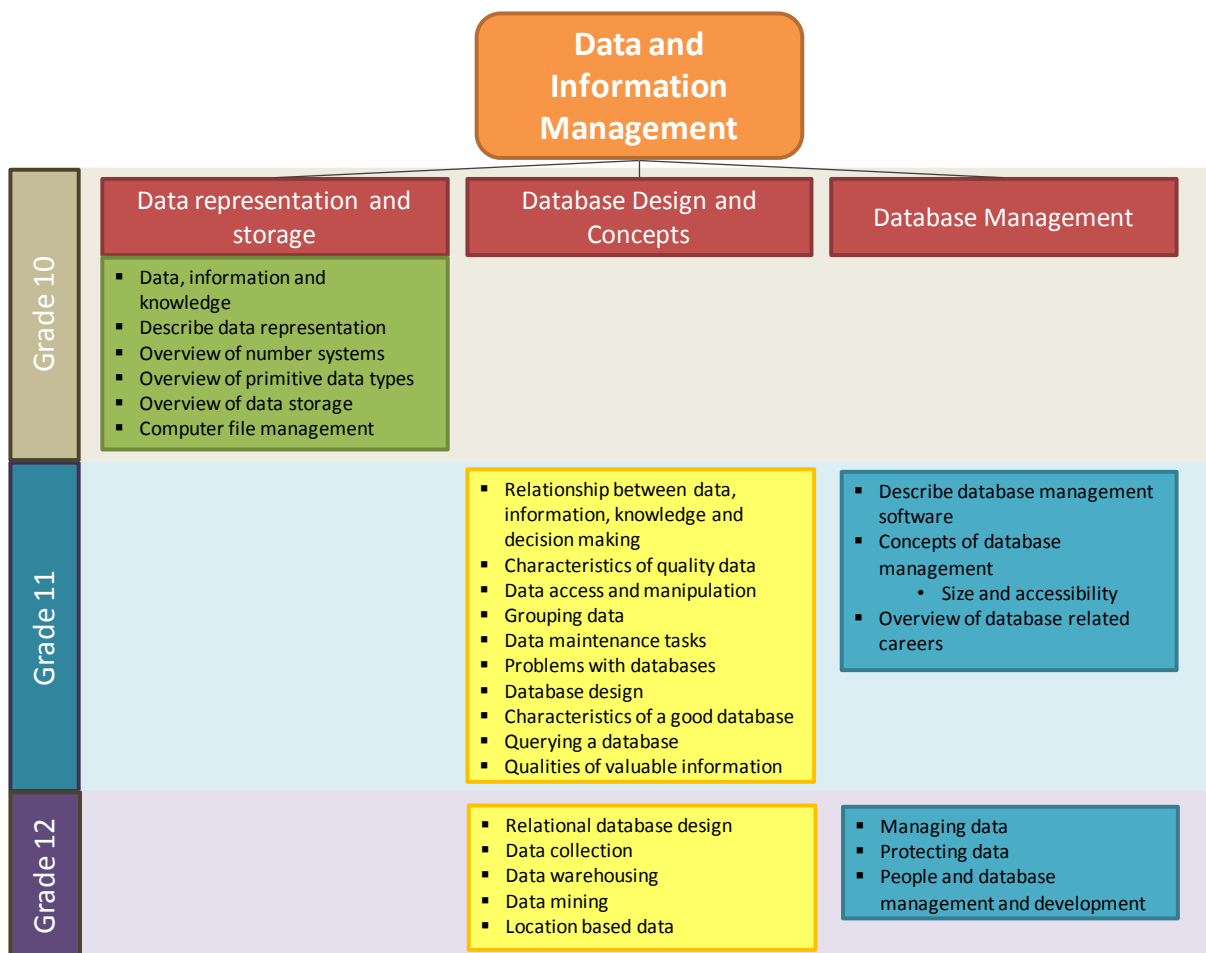 Data and
Information
Management
Data representation and
storage
Database Design and
Concepts
Database Management
Grade 10
▪ Data, information and
knowledge
▪ Describe data representation
▪ Overview of number systems
▪ Overview of primitive data types
▪ Overview of data storage
▪ Computer file management
Grade 11
▪ Relationship between data,
information, knowledge and
decision making
▪ Characteristics of quality data
▪ Data access and manipulation
▪ Grouping data
▪ Data maintenance tasks
▪ Problems with databases
▪ Database design
▪ Characteristics of a good database
▪ Querying a database
▪ Qualities of valuable information
▪ Describe database management
software
▪ Concepts of database
management
• Size and accessibility
▪ Overview of database related
careers
Grade 12
▪ Relational database design
▪ Data collection
▪ Data warehousing
▪ Data mining
▪ Location based data
▪ Managing data
▪ Protecting data
▪ People and database
management and development